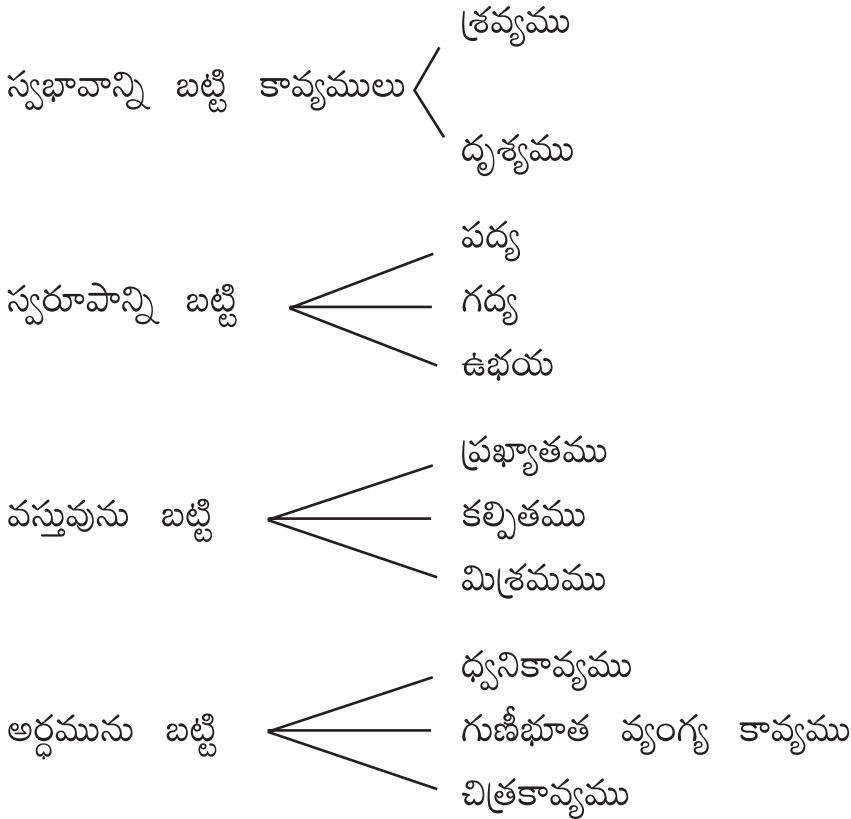 శ్రవ్యము
స్వభావాన్ని బట్టి కావ్యములు
దృశ్యము
పద్య
స్వరూపాన్ని బట్టి
గద్య
ఉభయ
ప్రఖ్యాతము
వస్తువును బట్టి
కల్పితము
మిశ్రమము
ధ్వనికావ్యము
అర్ధమును బట్టి
గుణీభూత వ్యంగ్య కావ్యము
చిత్రకావ్యము